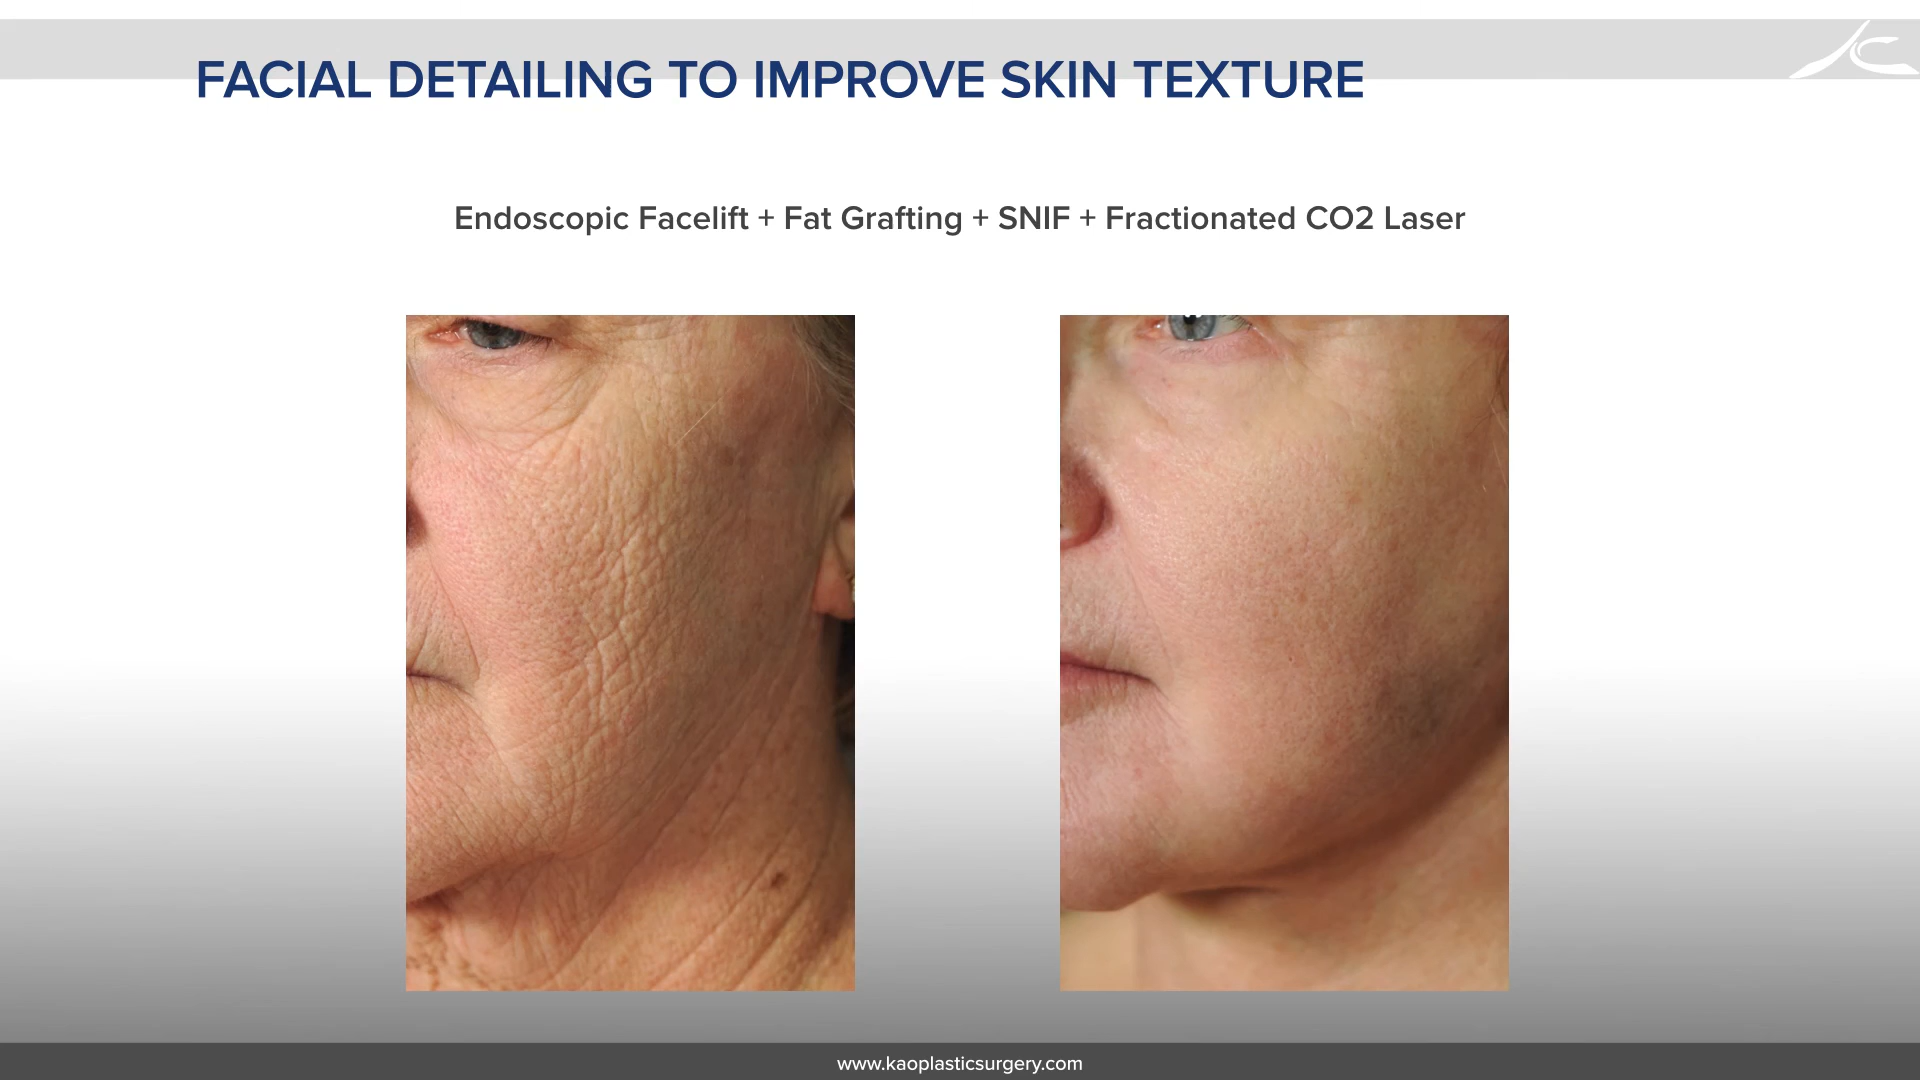 FACIAL DETAILING TO IMPROVE SKIN TEXTURE
Endoscopic Facelift + Fat Grafting + SNIF + Fractionated CO2 Laser
www.kaoplasticsurgery.com